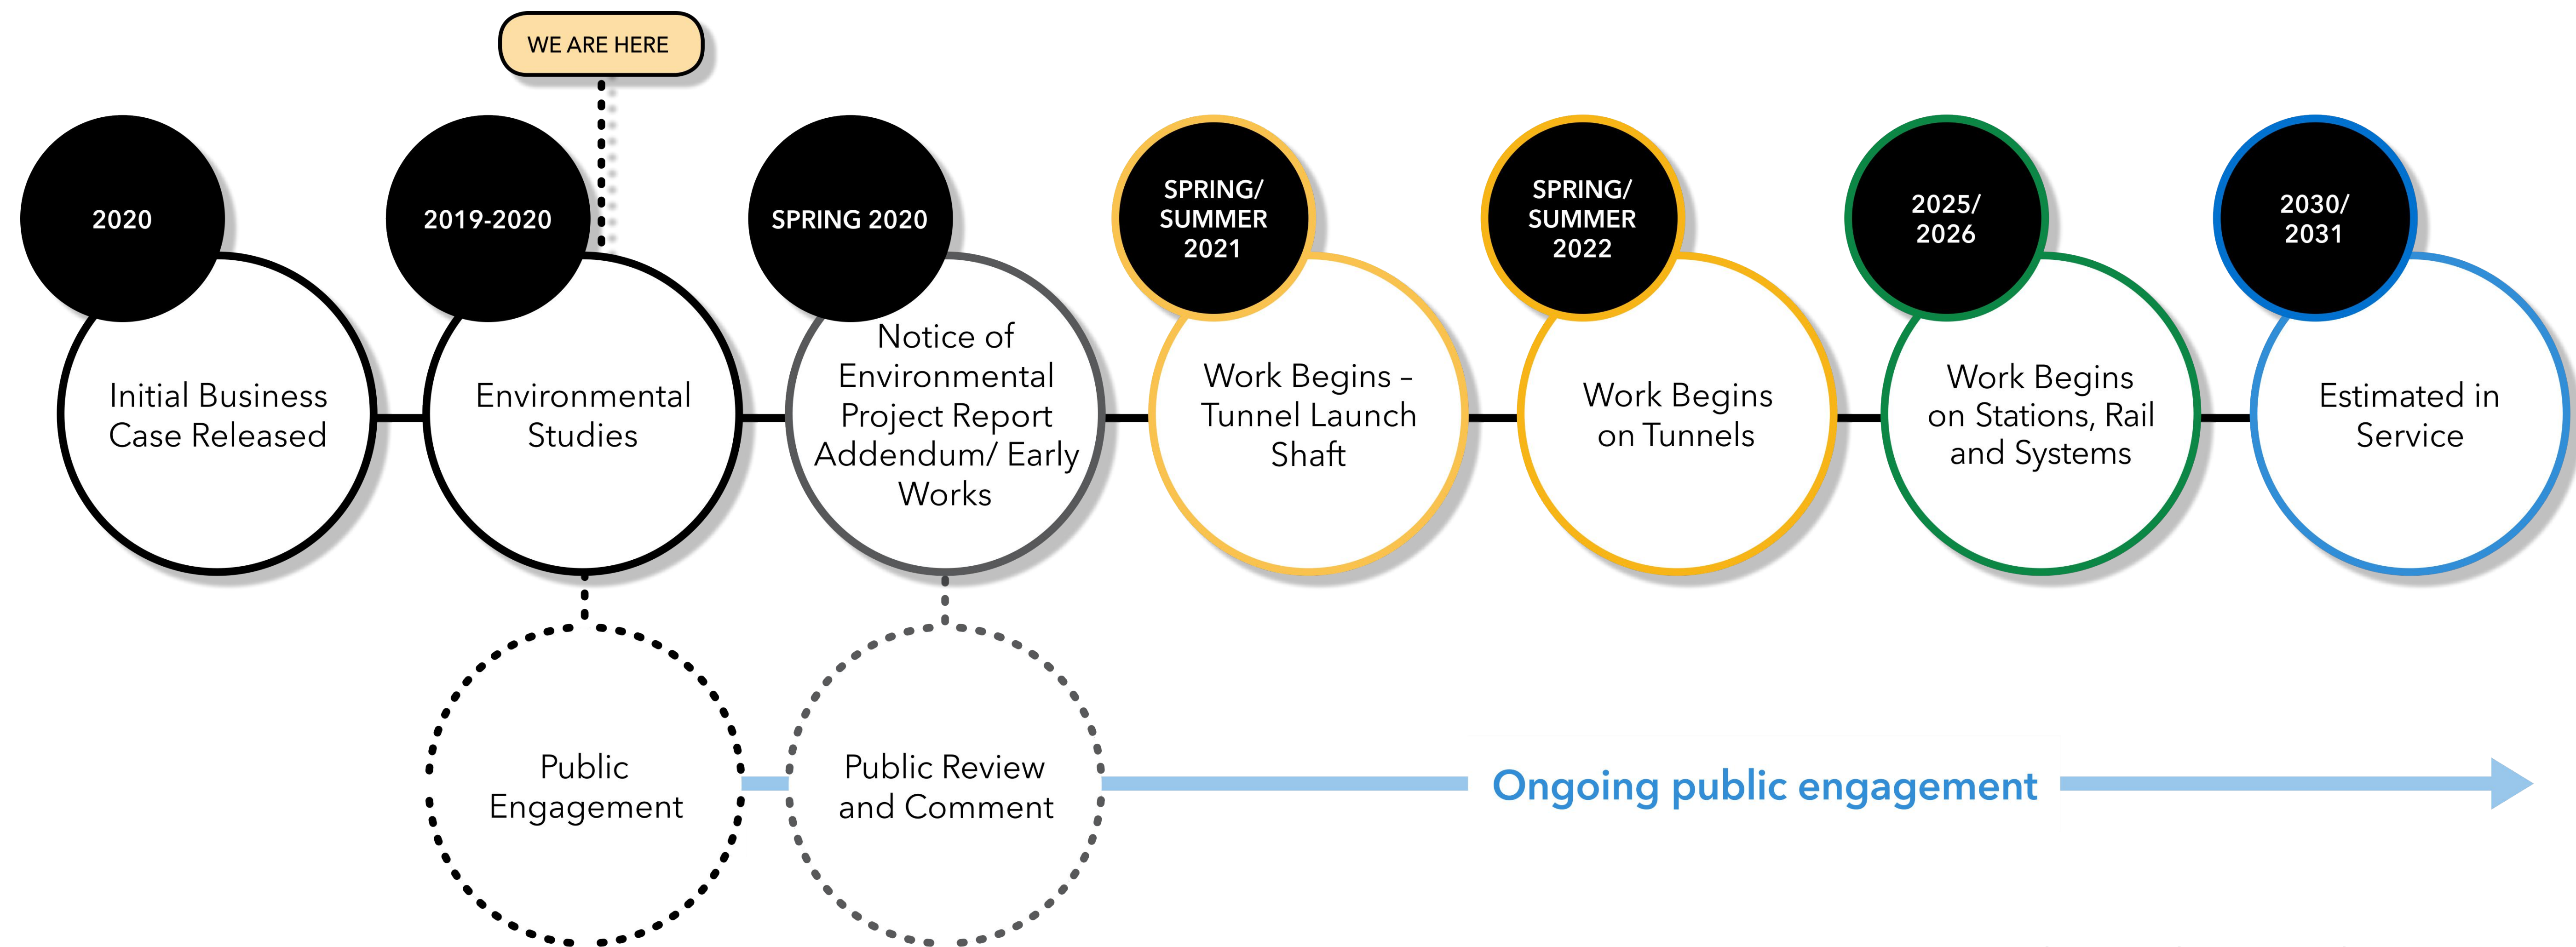 WE ARE HERE
2020
Initial Business
Case Released
2019-2020
Environmental
Studies
SPRING 2020
Notice of
Environmental
Project Report
Addendum/ Early
Works
SPRING/
SUMMER
2021
Work Begins –
Tunnel Launch
Shaft
SPRING/
SUMMER
2022
Work Begins
on Tunnels
2025/
2026
Work Begins
on Stations, Rail
and Systems
2030/
2031
Estimated in
Service
Public
Engagement
Public Review
and Comment
Ongoing public engagement